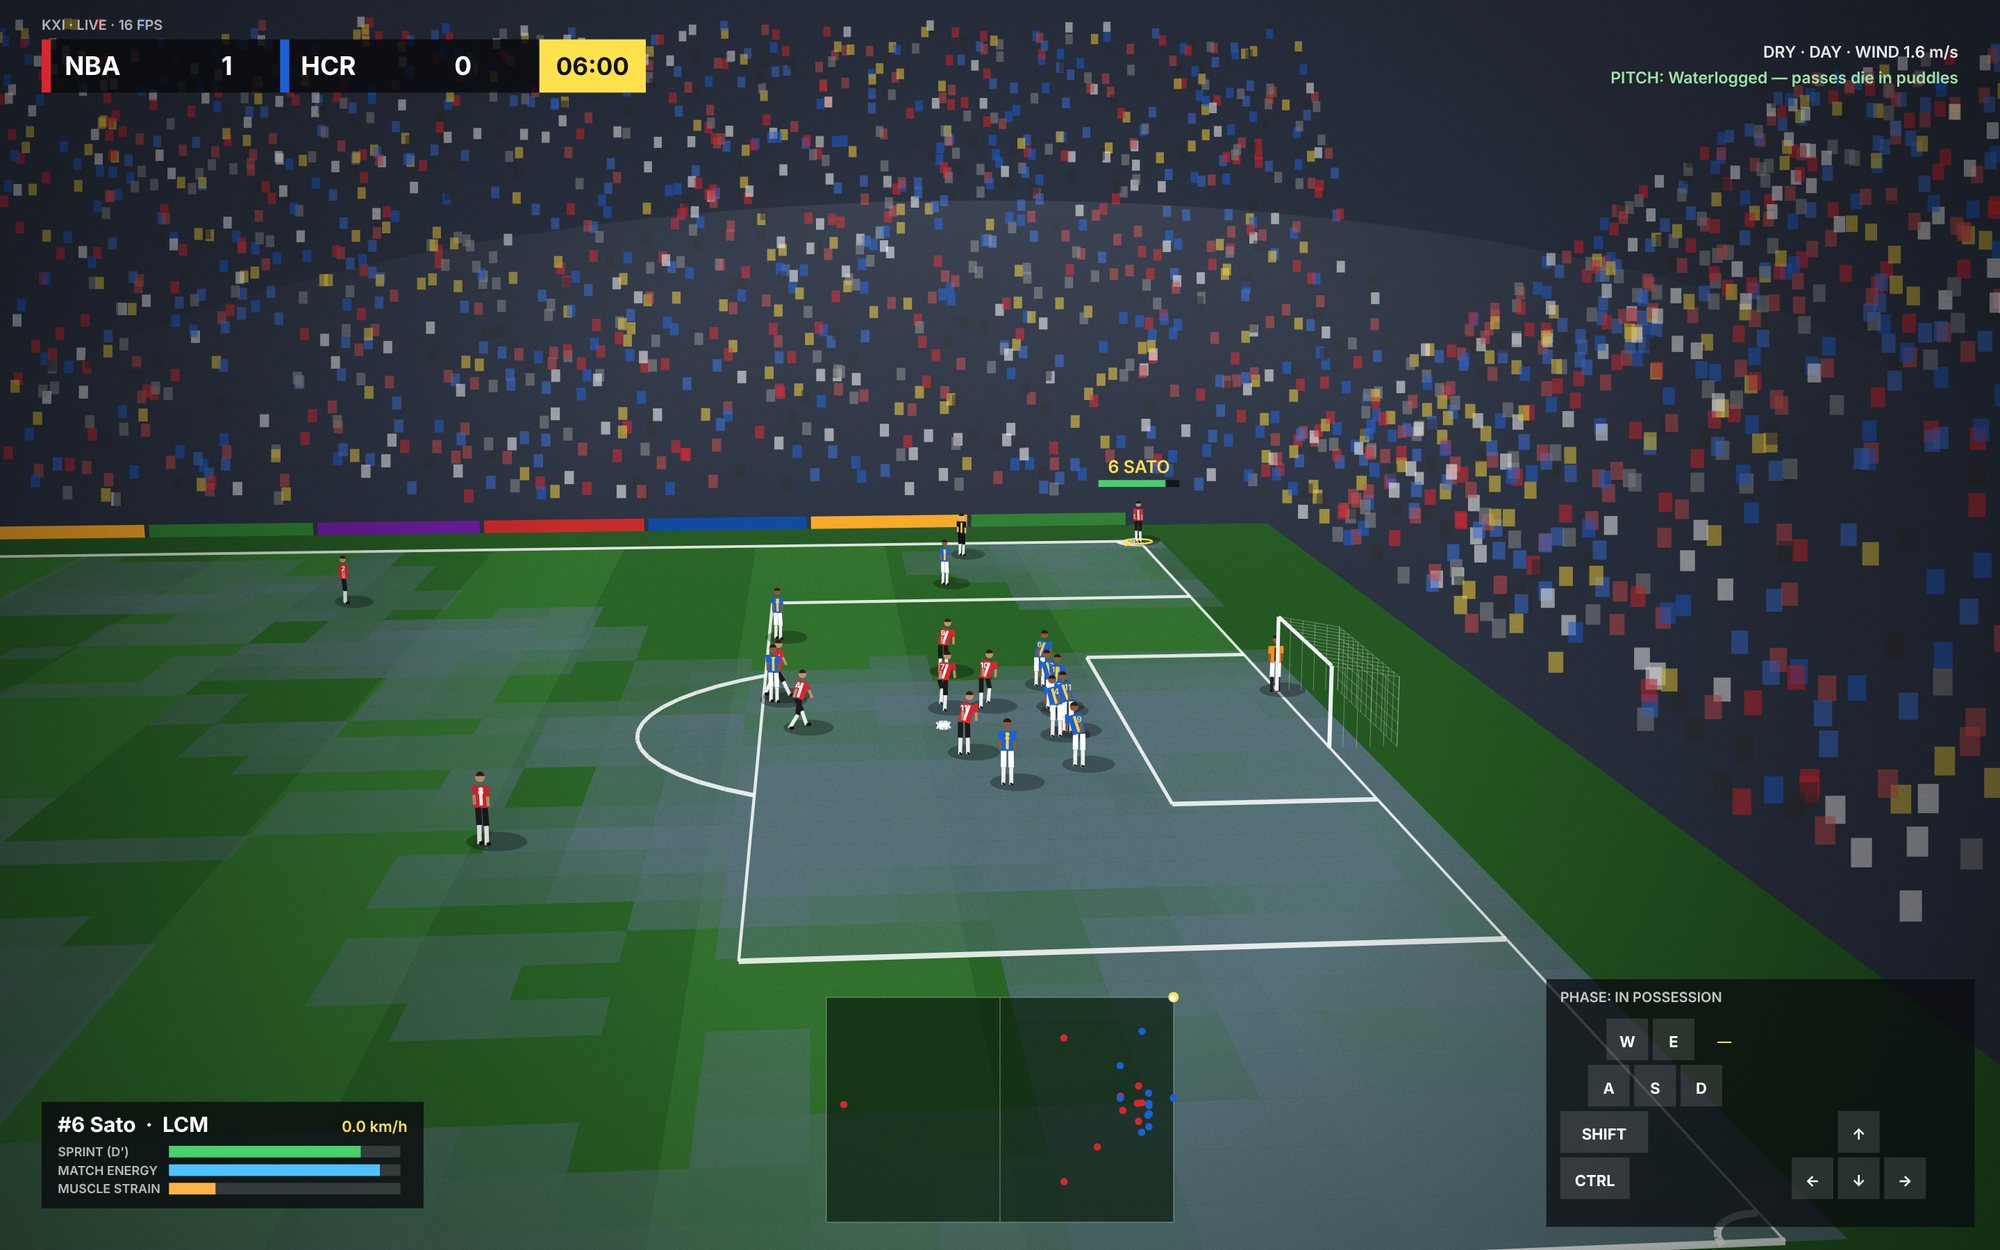 KXI · LIVE · 16 FPS
NBA 1 HCR 0 06:00
DRY · DAY · WIND 1.6 m/s
PITCH: Waterlogged — passes die in puddles
6 SATO
#6 Sato · LCM 0.0 km/h
SPRINT (D')
MATCH ENERGY
MUSCLE STRAIN
PHASE: IN POSSESSION
W E —
A S D
SHIFT ↑
CTRL ← ↓ →